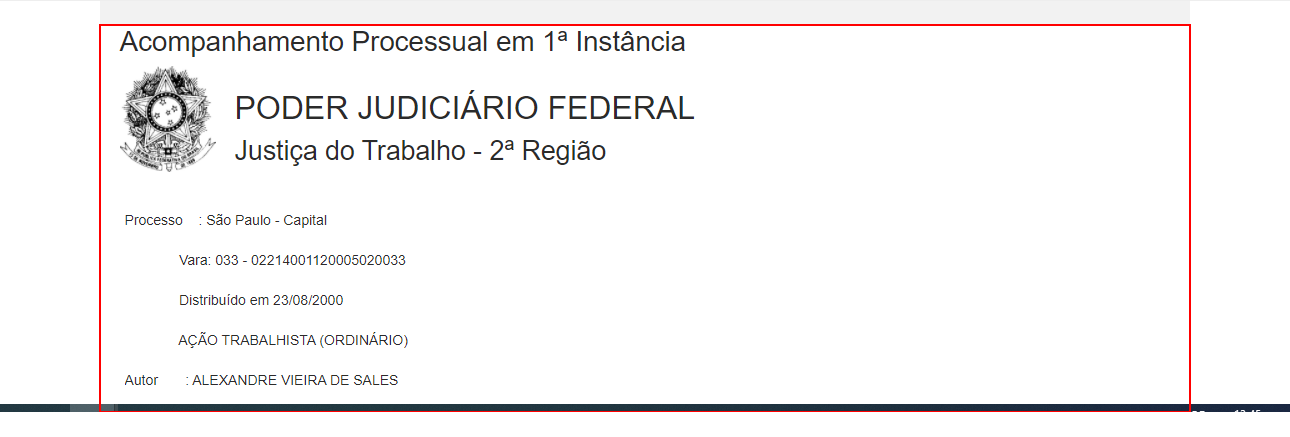 Acompanhamento Processual em 1ª Instância
PODER JUDICIÁRIO FEDERAL
Justiça do Trabalho - 2ª Região
Processo : São Paulo - Capital
Vara: 033 - 02214001120005020033
Distribuído em 23/08/2000
AÇÃO TRABALHISTA (ORDINÁRIO)
Autor : ALEXANDRE VIEIRA DE SALES